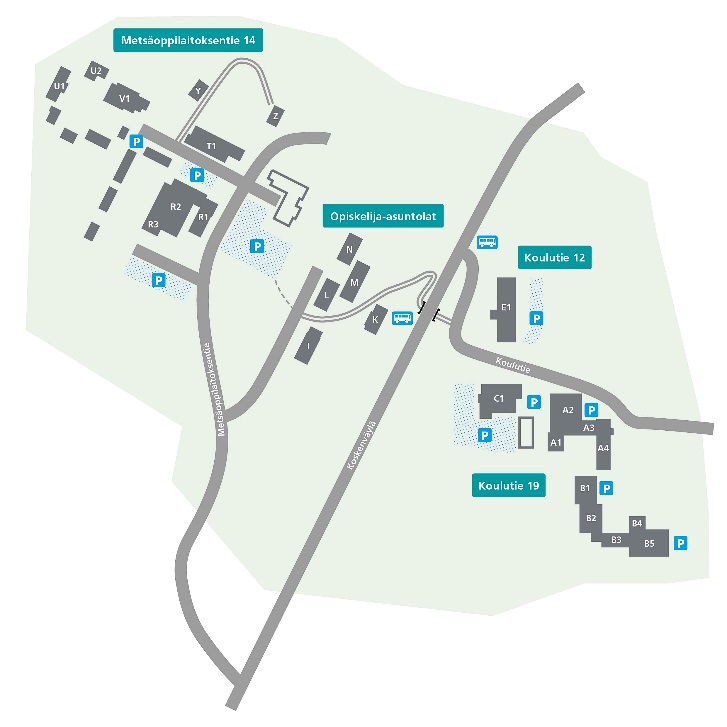 Metsäoppilaitoksentie 14
U2
U1
V1
Y
Z
P
T1
P
R2
R1
R3
P
P
Opiskelija-asuntolat
N
M
L
K
I
Koulutie 12
E1
P
Koulutie
Metsäoppilaitoksentie
Koskenväylä
C1
P
P
A2
P
A3
A1
A4
Koulutie 19
B1
P
B2
B4
B3
B5
P